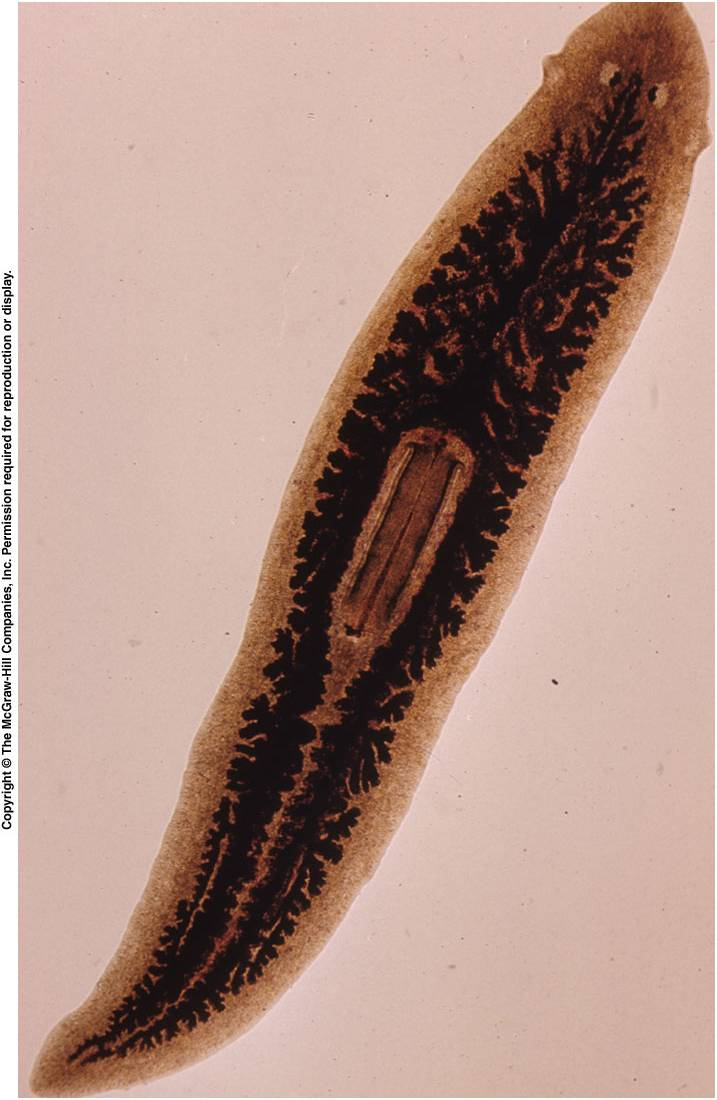 Copyright © The McGraw-Hill Companies, Inc. Permission required for reproduction or display.